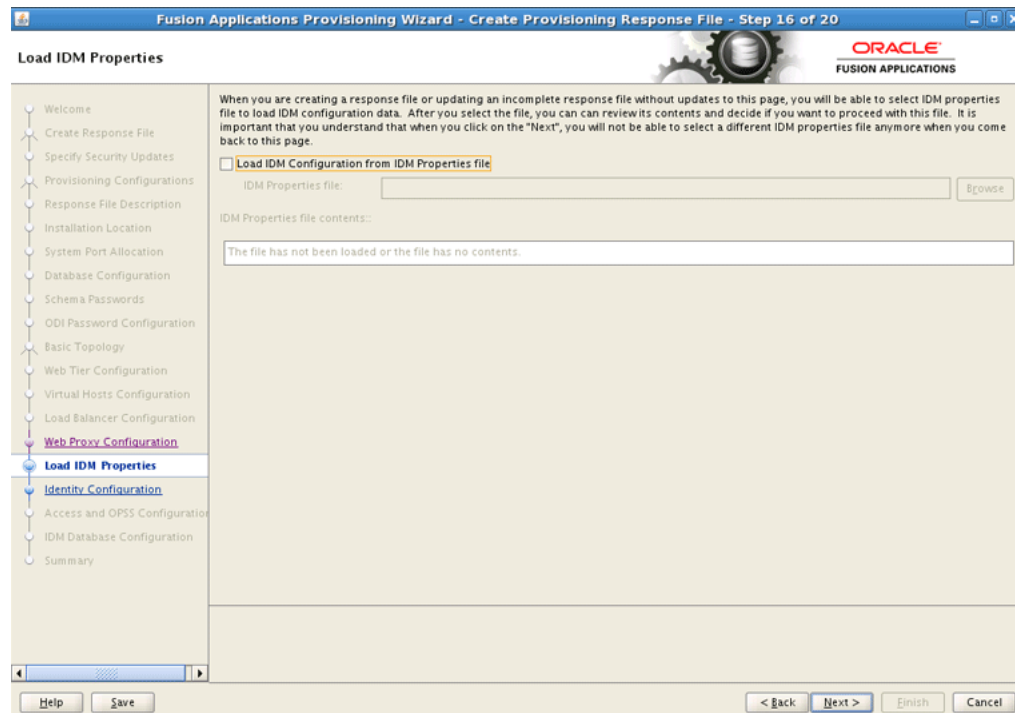 Fusion Applications Provisioning Wizard - Create Provisioning Response File - Step 16 of 20
Load IDM Properties
ORACLE
FUSION APPLICATIONS
Welcome
Create Response File
Specify Security Updates
Provisioning Configurations
Response File Description
Installation Location
System Port Allocation
Database Configuration
Schema Passwords
ODI Password Configuration
Basic Topology
Web Tier Configuration
Virtual Hosts Configuration
Load Balancer Configuration
Web Proxy Configuration
Load IDM Properties
Identity Configuration
Access and OPSS Configuratio
IDM Database Configuration
Summary
When you are creating a response file or updating an incomplete response file without updates to this page, you will be able to select IDM properties
file to load IDM configuration data. After you select the file, you can can review its contents and decide if you want to proceed with this file. It is
important that you understand that when you click on the "Next", you will not be able to select a different IDM properties file anymore when you come
back to this page.
Load IDM Configuration from IDM Properties file
IDM Properties file:
Browse
IDM Properties file contents::
The file has not been loaded or the file has no contents.
Help
Save
< Back
Next >
Finish
Cancel